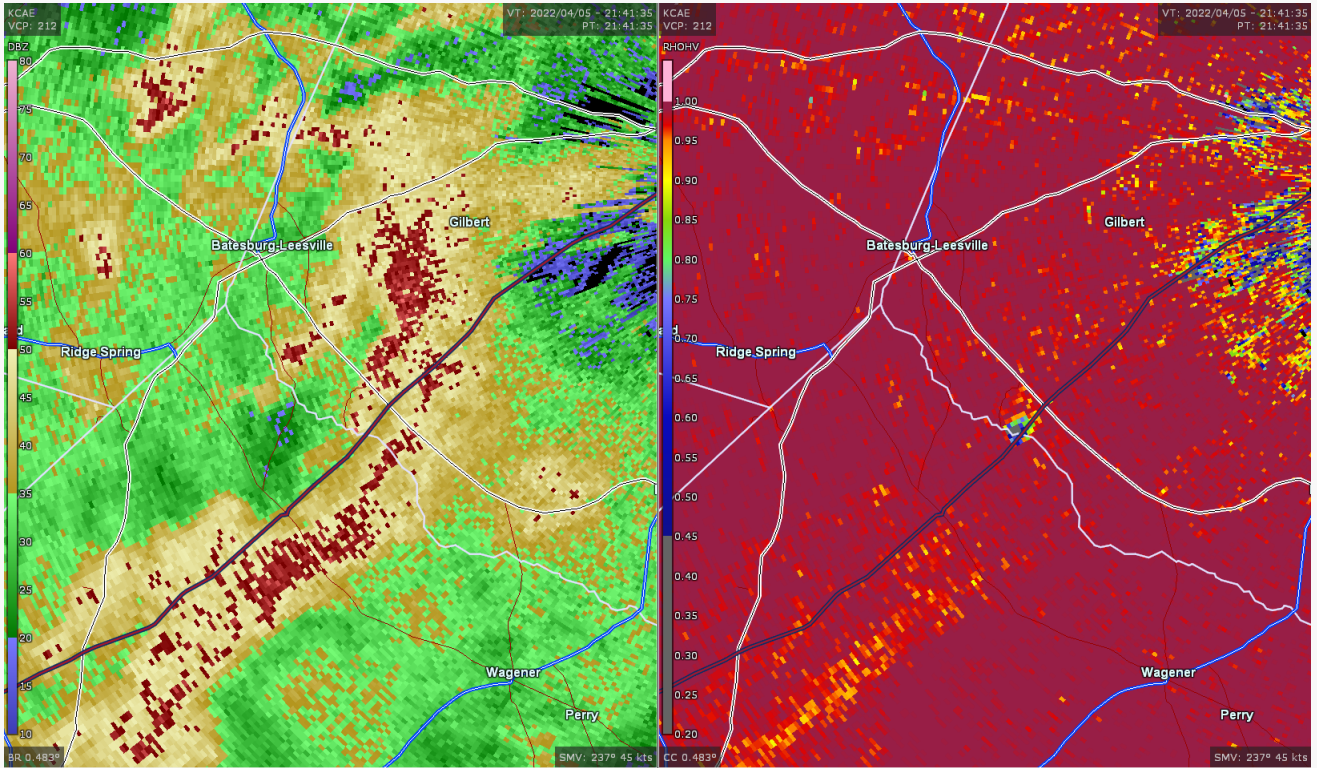 KCAE
VCP: 212
VT: 2022/04/05 - 21:41:35
PT: 21:41:35
DBZ
80
75
70
65
60
55
50
45
40
35
30
25
20
15
10
Gilbert
Batesburg-Leesville
Ridge Spring
Wagener
Perry
BR 0.483°
SMV: 237° 45 kts
KCAE
VCP: 212
VT: 2022/04/05 - 21:41:35
PT: 21:41:35
RHOHV
1.00
0.95
0.90
0.85
0.80
0.75
0.70
0.65
0.60
0.55
0.50
0.45
0.40
0.35
0.30
0.25
0.20
Gilbert
Batesburg-Leesville
Ridge Spring
Wagener
Perry
CC 0.483°
SMV: 237° 45 kts